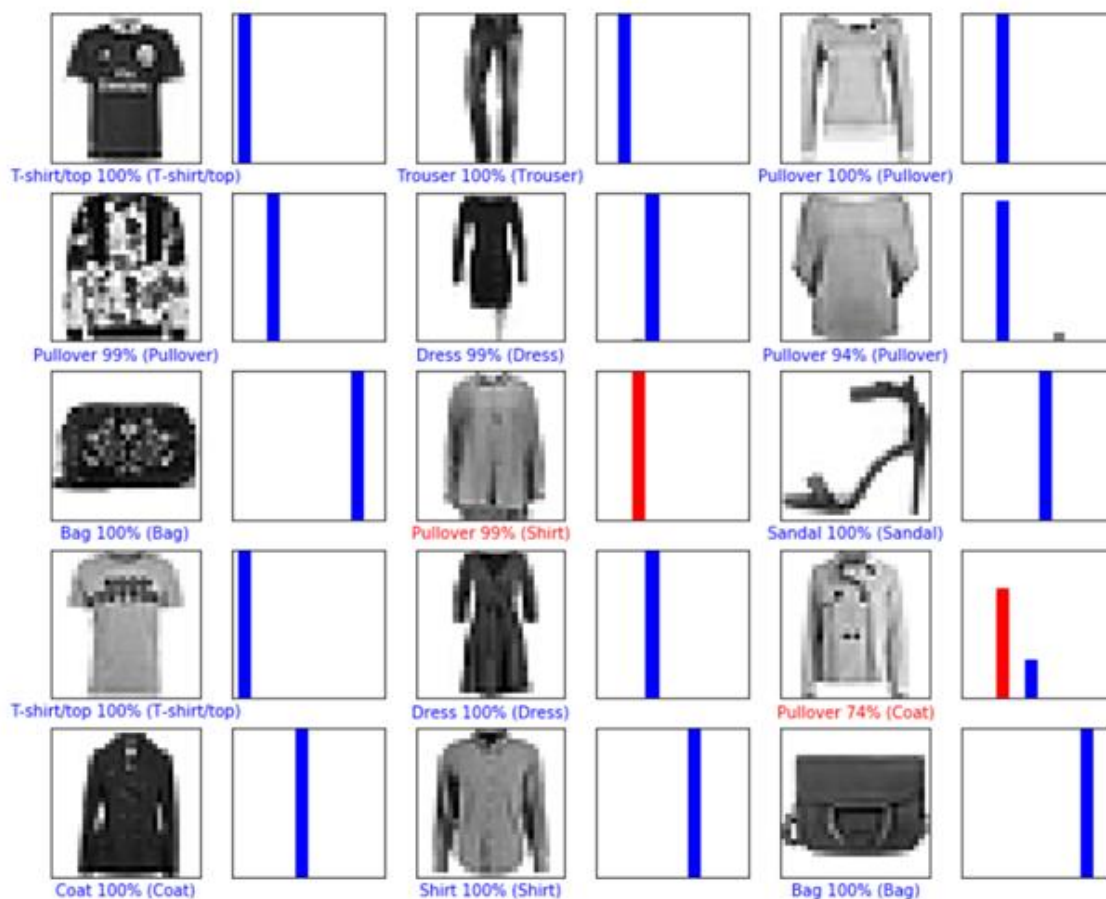 T-shirt/top 100% (T-shirt/top)
Trouser 100% (Trouser)
Pullover 100% (Pullover)
Pullover 99% (Pullover)
Dress 99% (Dress)
Pullover 94% (Pullover)
Bag 100% (Bag)
Pullover 99% (Shirt)
Sandal 100% (Sandal)
T-shirt/top 100% (T-shirt/top)
Dress 100% (Dress)
Pullover 74% (Coat)
Coat 100% (Coat)
Shirt 100% (Shirt)
Bag 100% (Bag)